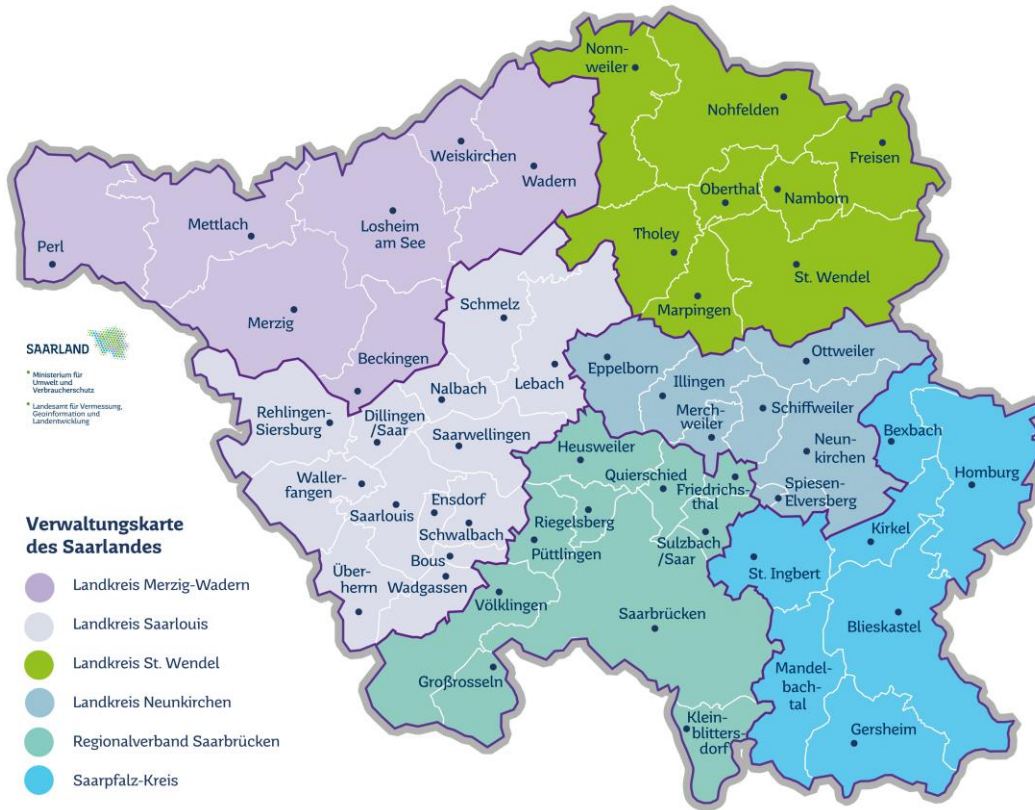 Nonn-
weiler
Nohfelden
Freisen
Weiskirchen
Wadern
Oberthal
Namborn
Mettlach
Losheim
am See
Perl
Tholey
St. Wendel
Marpingen
Schmelz
Merzig
SAARLAND
Ministerium für
Umwelt und
Verbraucherschutz
Landesamt für Vermessung,
Geoinformation und
Landentwicklung
Beckingen
Eppelborn
Ottweiler
Illingen
Lebach
Nalbach
Rehlingen-
Siersburg
Dillingen
/Saar
Merch-
weiler
Schiffweiler
Bexbach
Saarwellingen
Heusweiler
Neun-
kirchen
Homburg
Waller-
fangen
Quierschied
Friedrichs-
thal
Spiesen-
Elversberg
Ensdorf
Saarlouis
Schwalbach
Riegelsberg
Sulzbach
/Saar
Kirkel
Püttlingen
Bous
Über-
herrn
Wadgassen
St. Ingbert
Völklingen
Saarbrücken
Blieskastel
Großrosseln
Mandel-
bach-
tal
Klein-
blitters-
dorf
Gersheim
Verwaltungskarte
des Saarlandes
Landkreis Merzig-Wadern
Landkreis Saarlouis
Landkreis St. Wendel
Landkreis Neunkirchen
Regionalverband Saarbrücken
Saarpfalz-Kreis